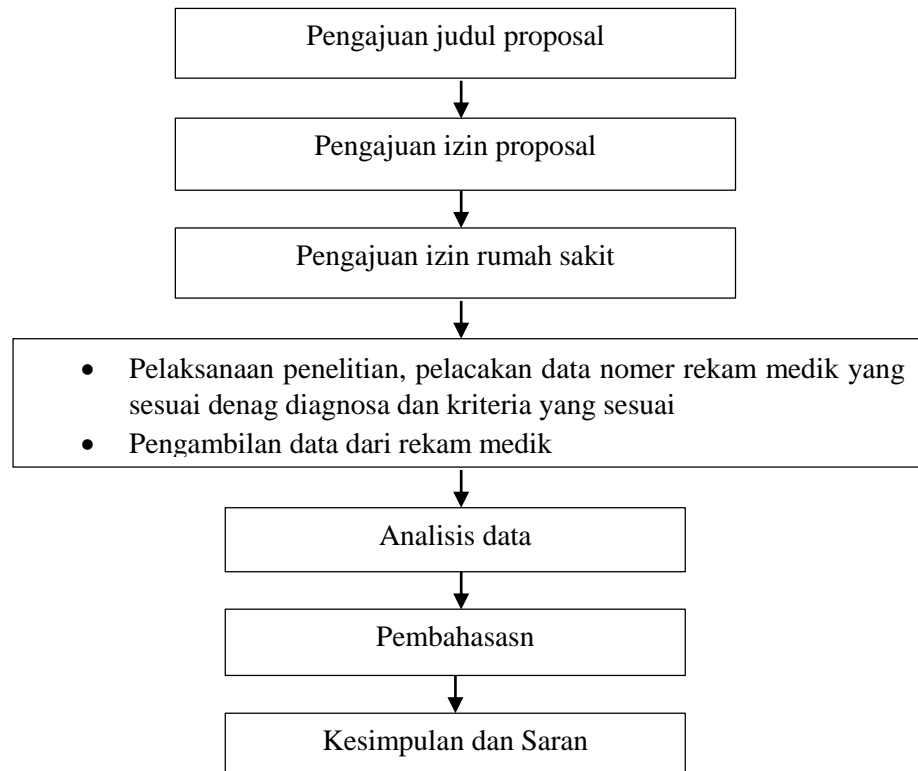 Pengajuan judul proposal
Pengajuan izin proposal
Pengajuan izin rumah sakit
• Pelaksanaan penelitian, pelacakan data nomer rekam medik yang
sesuai denag diagnosa dan kriteria yang sesuai
• Pengambilan data dari rekam medik
Analisis data
Pembahasasn
Kesimpulan dan Saran